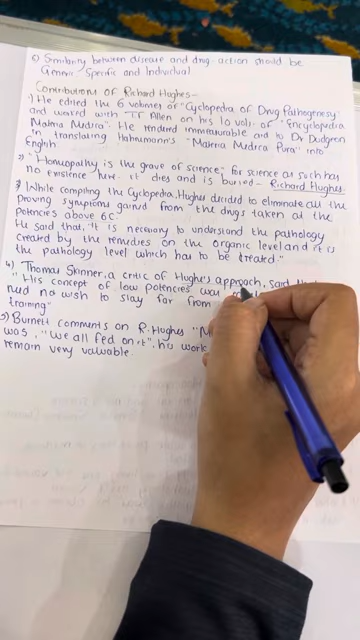 c) Similarity between disease and drug action should be
Generic Specific and Individual
Contributions of Richard Hughes -
1) He edited the 6 volumes of "Cyclopedia of Drug Pathogenesy"
and worked with TF Allen on his 10 vols of "Encyclopedia
Materia Medica". He rendered and to Dr Dudgeon
in translating Hahnemann's "Materia Medica Pura" into
English.
2) "Homeopathy is the grave of science, for science as such has
no existence here. it dies and is buried - Richard Hughes
3) While compiling the Cyclopedia, Hughes decided to eliminate all the
proving symptoms gained from the drugs taken at the
potencies above 6C
He said that, "It is necessary to understand the pathology
created by the remedies on the organic level and it is
the pathology level which has to be treated."
4) Thomas Skinner, a critic of Hughe's approach, said
"His concept of low potencies was
had no wish to stay far from
training"
5) Burnett comments on R. Hughes
was, "we all fed on it", his work
remain very valuable.